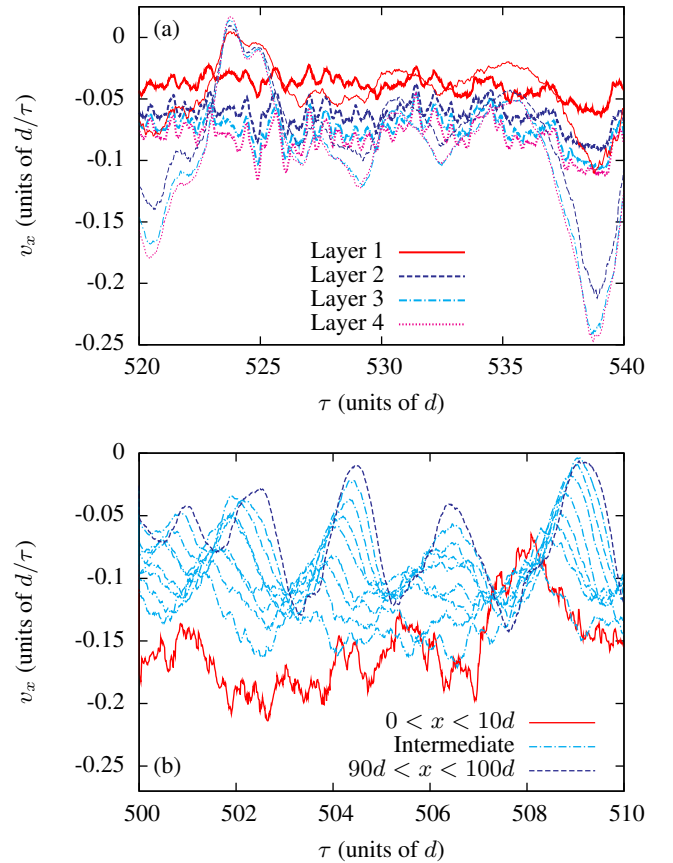 (a)
0
-0.05
-0.1
-0.15
-0.2
-0.25
v_x (units of d/τ)
Layer 1
Layer 2
Layer 3
Layer 4
520 525 530 535 540
τ (units of d)
0
-0.05
-0.1
-0.15
-0.2
-0.25
v_x (units of d/τ)
0 < x < 10d
Intermediate
90d < x < 100d
(b)
500 502 504 506 508 510
τ (units of d)